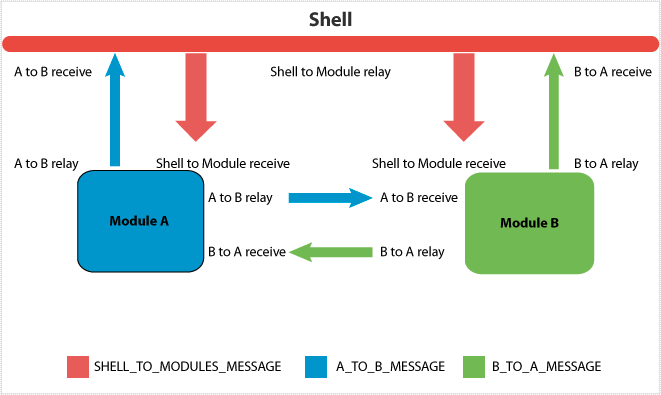 Shell
A to B receive
Shell to Module relay
B to A receive
A to B relay
Shell to Module receive
Shell to Module receive
B to A relay
Module A
A to B relay
A to B receive
Module B
B to A receive
B to A relay
SHELL_TO_MODULES_MESSAGE
A_TO_B_MESSAGE
B_TO_A_MESSAGE